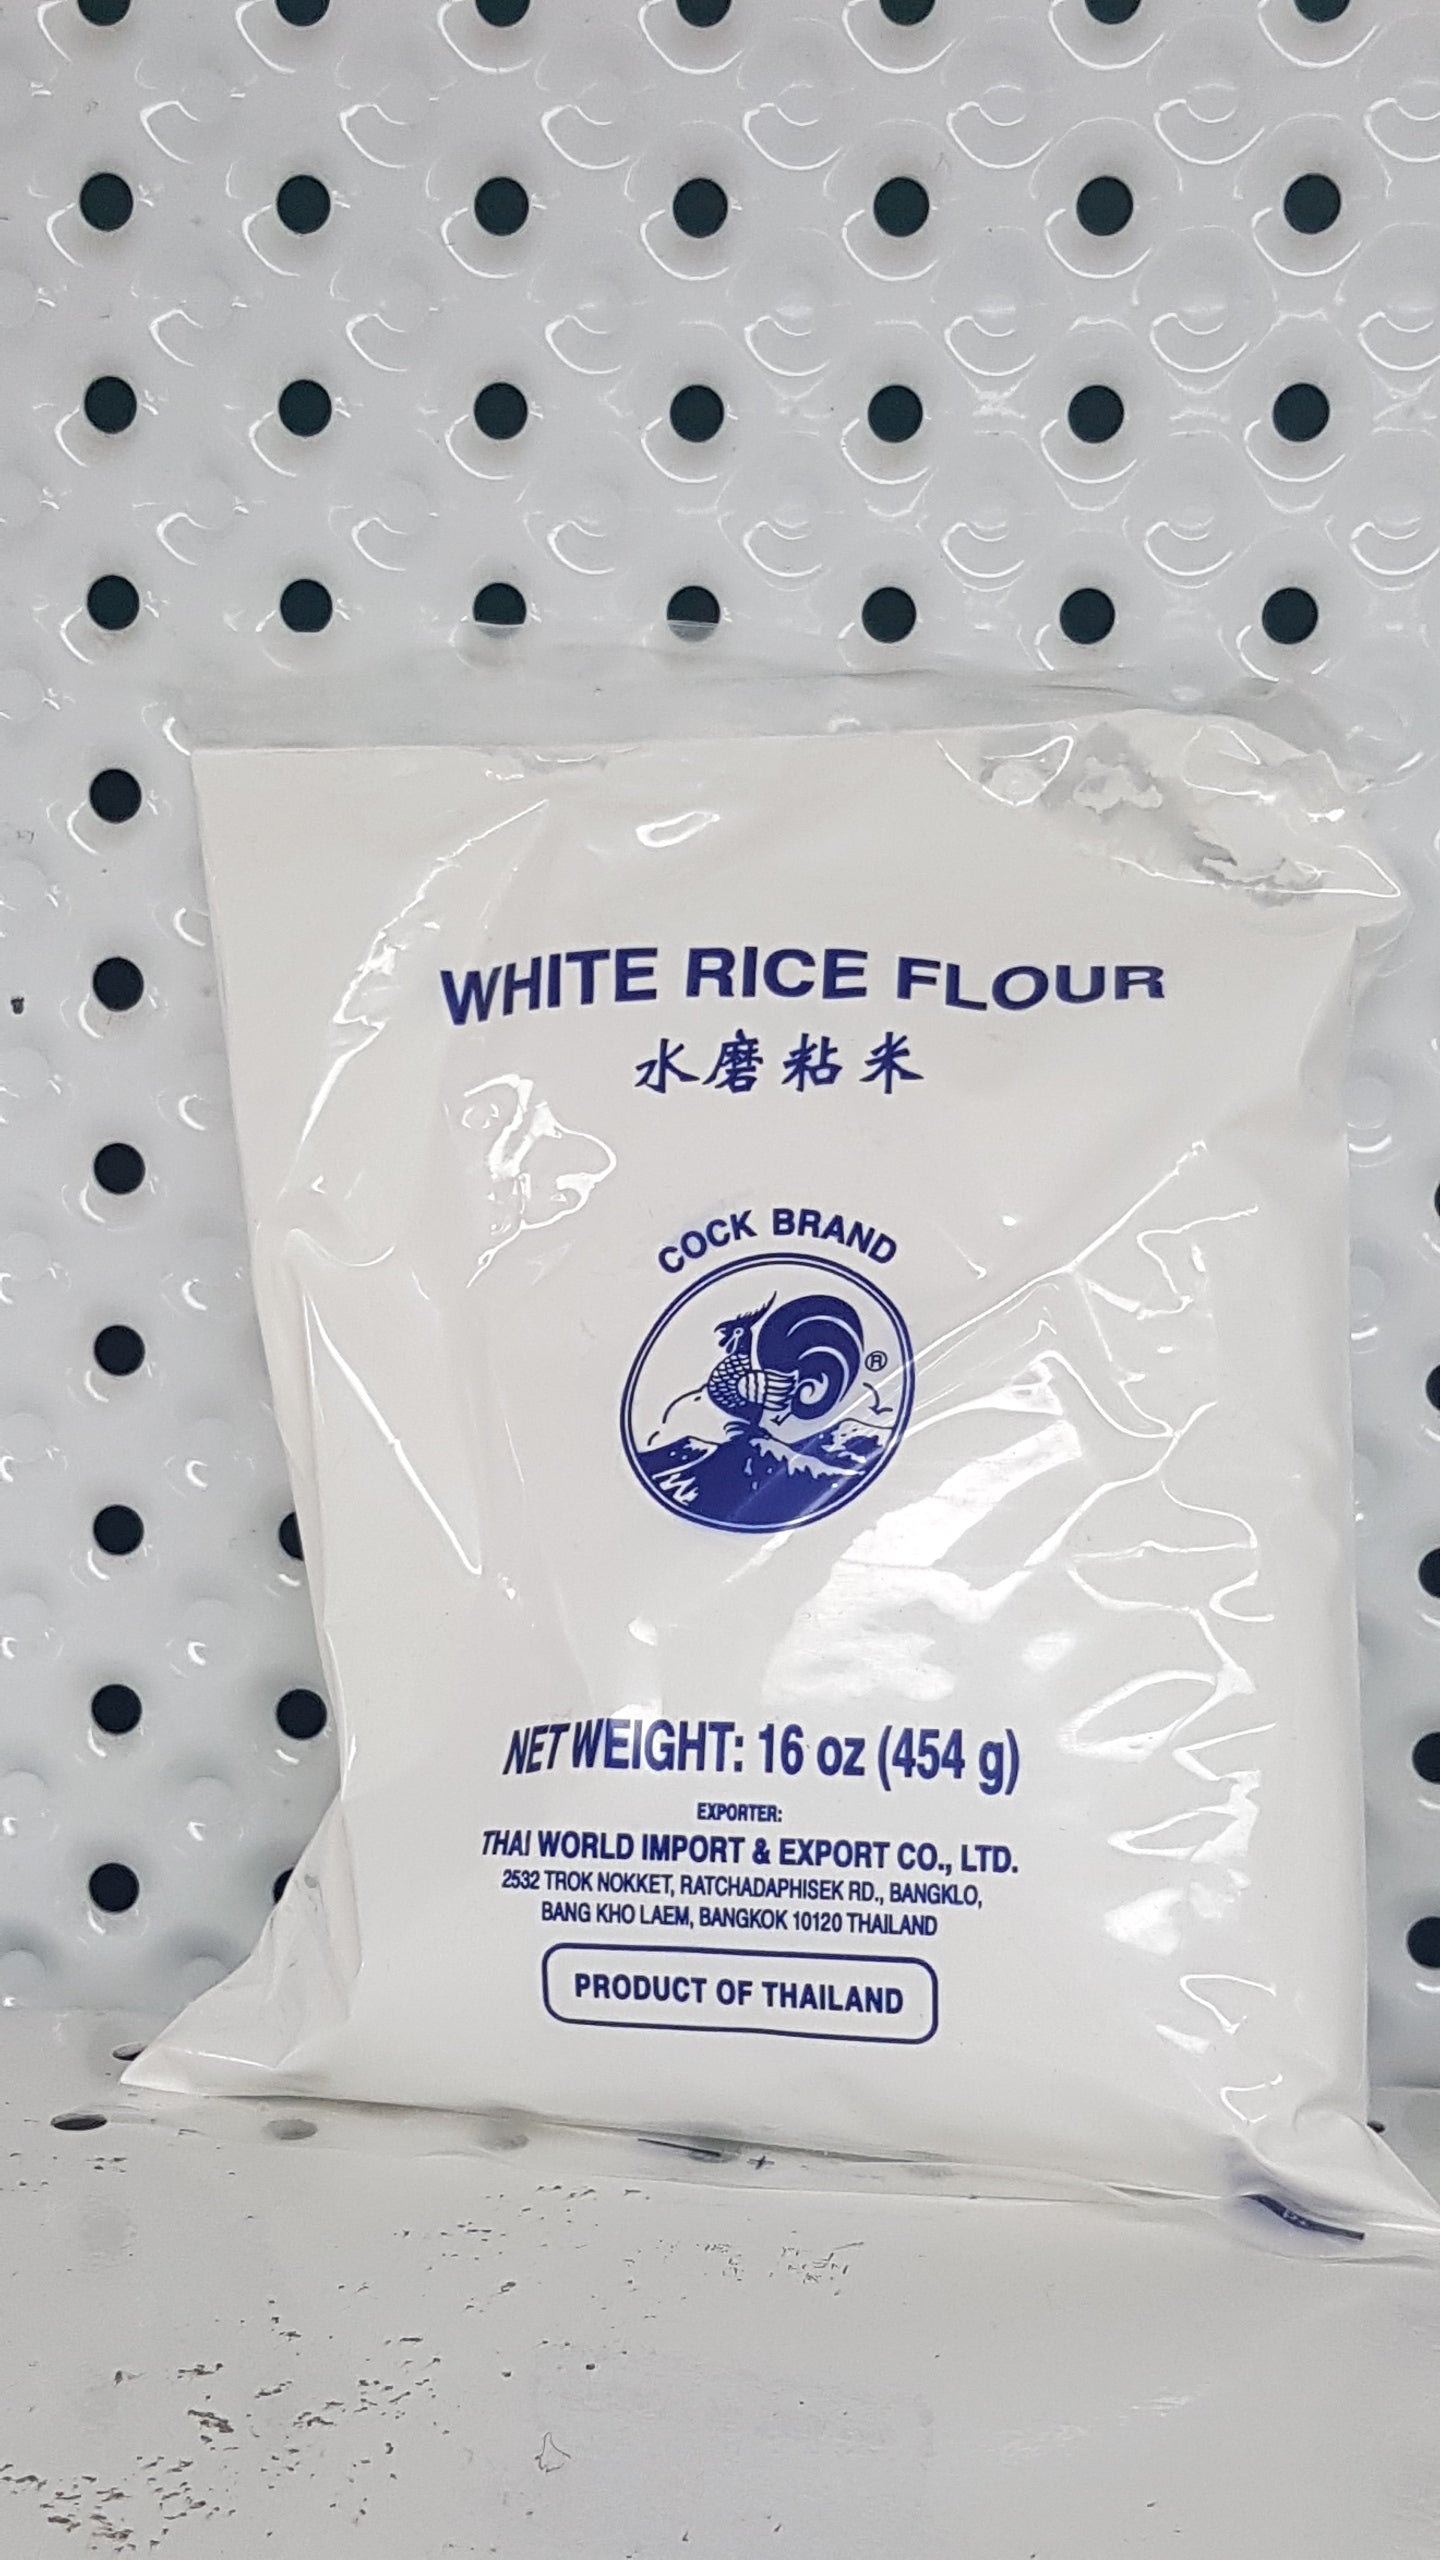 WHITE RICE FLOUR
水磨粘米
COCK BRAND
®
NET WEIGHT: 16 oz (454 g)
EXPORTER:
THAI WORLD IMPORT & EXPORT CO., LTD.
2532 TROK NOKKET, RATCHADAPHISEK RD., BANGKLO,
BANG KHO LAEM, BANGKOK 10120 THAILAND
PRODUCT OF THAILAND